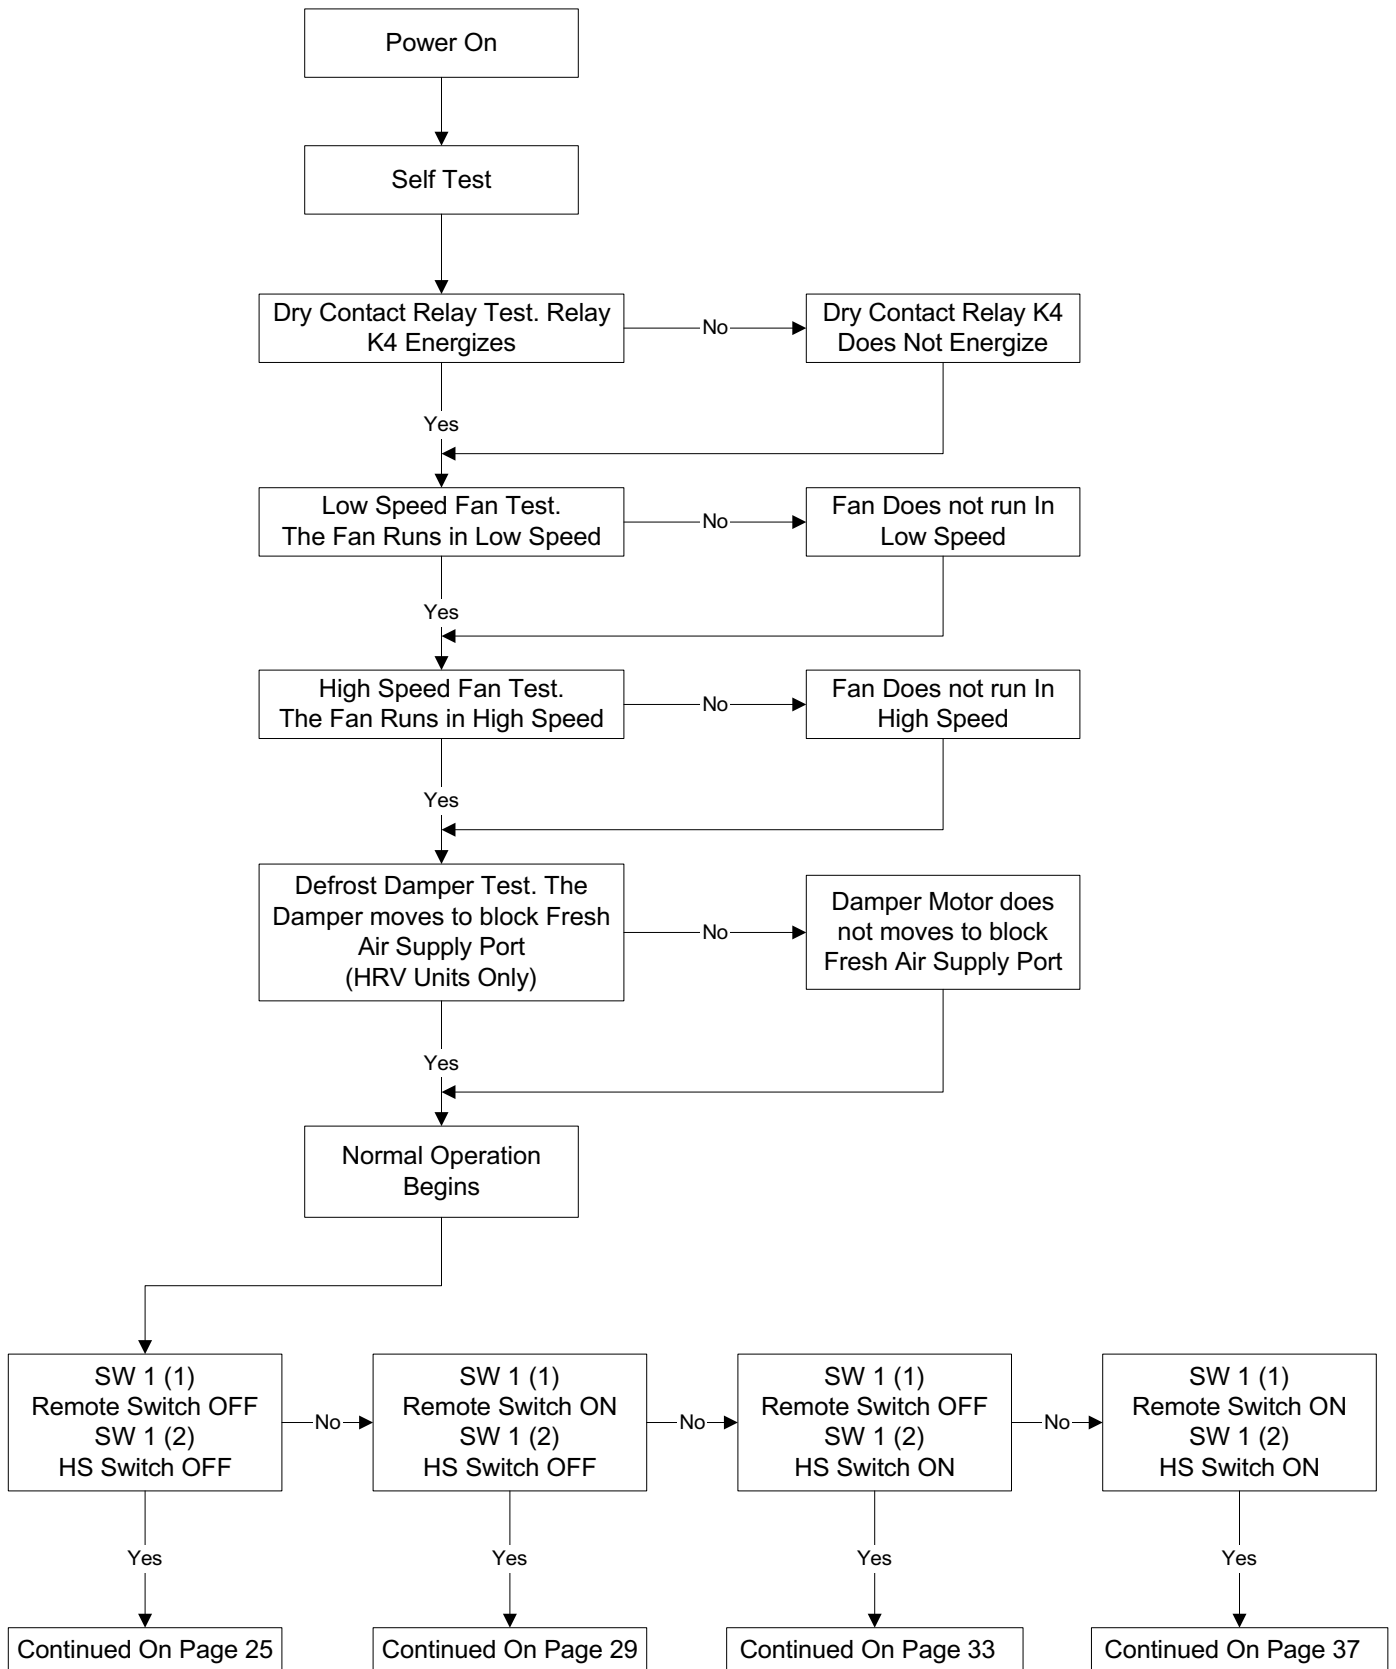 Power On
Self Test
Dry Contact Relay Test. Relay
K4 Energizes
No
Dry Contact Relay K4
Does Not Energize
Yes
Low Speed Fan Test.
The Fan Runs in Low Speed
No
Fan Does not run In
Low Speed
Yes
High Speed Fan Test.
The Fan Runs in High Speed
No
Fan Does not run In
High Speed
Yes
Defrost Damper Test. The
Damper moves to block Fresh
Air Supply Port
(HRV Units Only)
No
Damper Motor does
not moves to block
Fresh Air Supply Port
Yes
Normal Operation
Begins
SW 1 (1)
Remote Switch OFF
SW 1 (2)
HS Switch OFF
No
SW 1 (1)
Remote Switch ON
SW 1 (2)
HS Switch OFF
No
SW 1 (1)
Remote Switch OFF
SW 1 (2)
HS Switch ON
No
SW 1 (1)
Remote Switch ON
SW 1 (2)
HS Switch ON
Yes
Yes
Yes
Yes
Continued On Page 25
Continued On Page 29
Continued On Page 33
Continued On Page 37